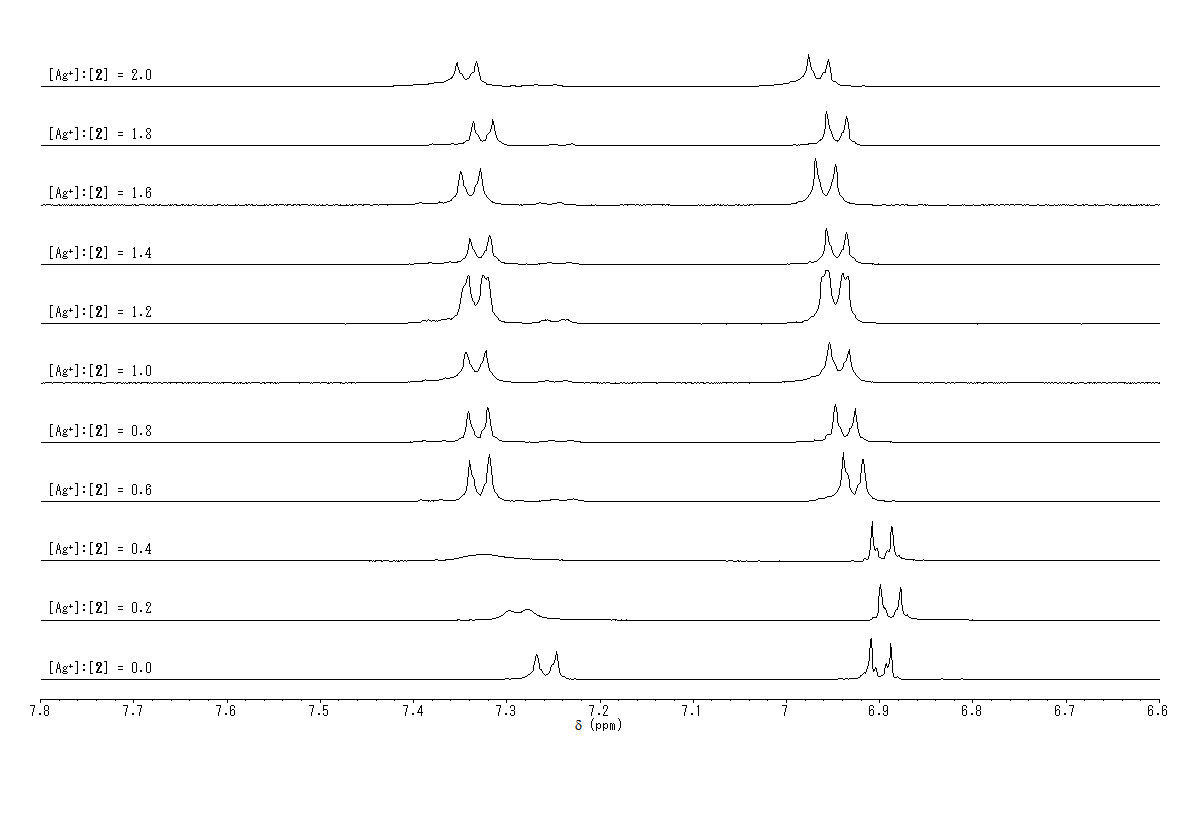 [Ag⁺]:[2] = 2.0
[Ag⁺]:[2] = 1.8
[Ag⁺]:[2] = 1.6
[Ag⁺]:[2] = 1.4
[Ag⁺]:[2] = 1.2
[Ag⁺]:[2] = 1.0
[Ag⁺]:[2] = 0.8
[Ag⁺]:[2] = 0.6
[Ag⁺]:[2] = 0.4
[Ag⁺]:[2] = 0.2
[Ag⁺]:[2] = 0.0
7.8 7.7 7.6 7.5 7.4 7.3 7.2 7.1 7 6.9 6.8 6.7 6.6
δ (ppm)